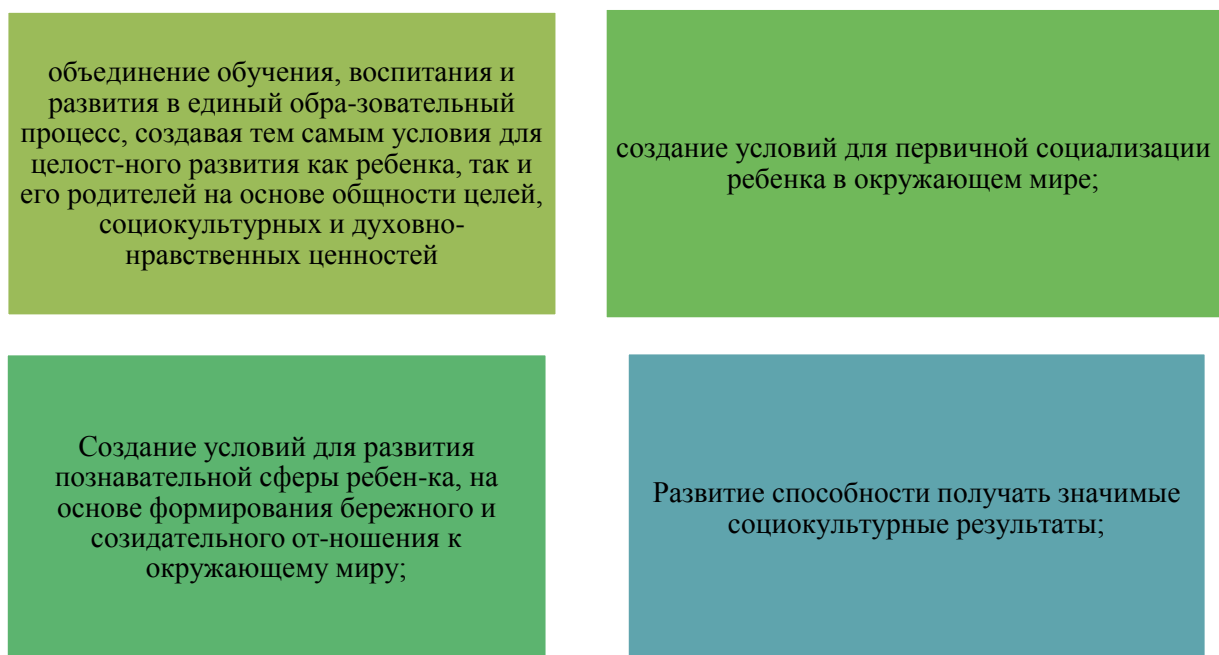 объединение обучения, воспитания и
развития в единый обра-зовательный
процесс, создавая тем самым условия для
целост-ного развития как ребенка, так и
его родителей на основе общности целей,
социокультурных и духовно-
нравственных ценностей
создание условий для первичной социализации
ребенка в окружающем мире;
Создание условий для развития
познавательной сферы ребен-ка, на
основе формирования бережного и
созидательного от-ношения к
окружающему миру;
Развитие способности получать значимые
социокультурные результаты;